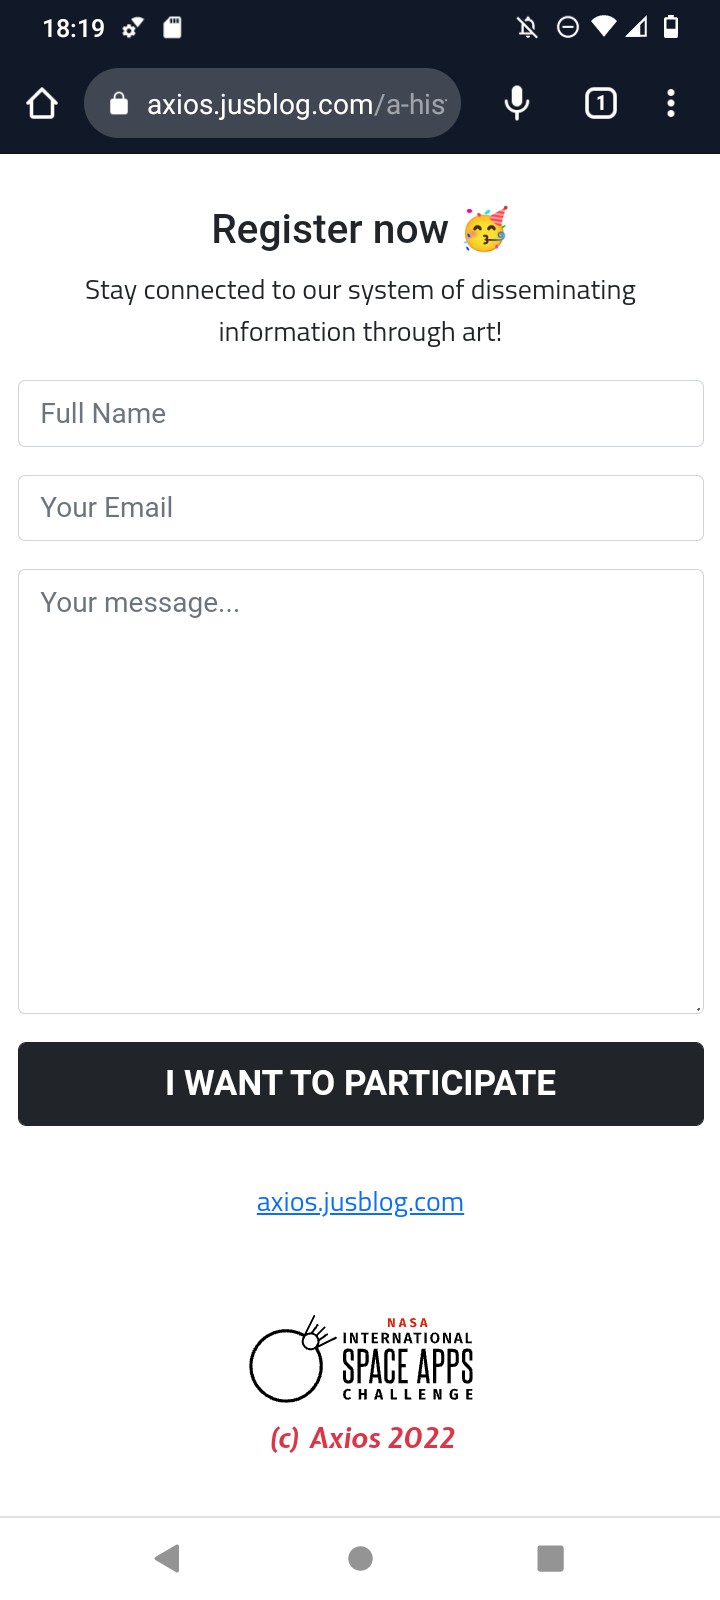 18:19
axios.jusblog.com/a-his
1
Register now 🥳
Stay connected to our system of disseminating
information through art!
Full Name
Your Email
Your message...
I WANT TO PARTICIPATE
axios.jusblog.com
NASA
INTERNATIONAL
SPACE APPS
CHALLENGE
(c) Axios 2022